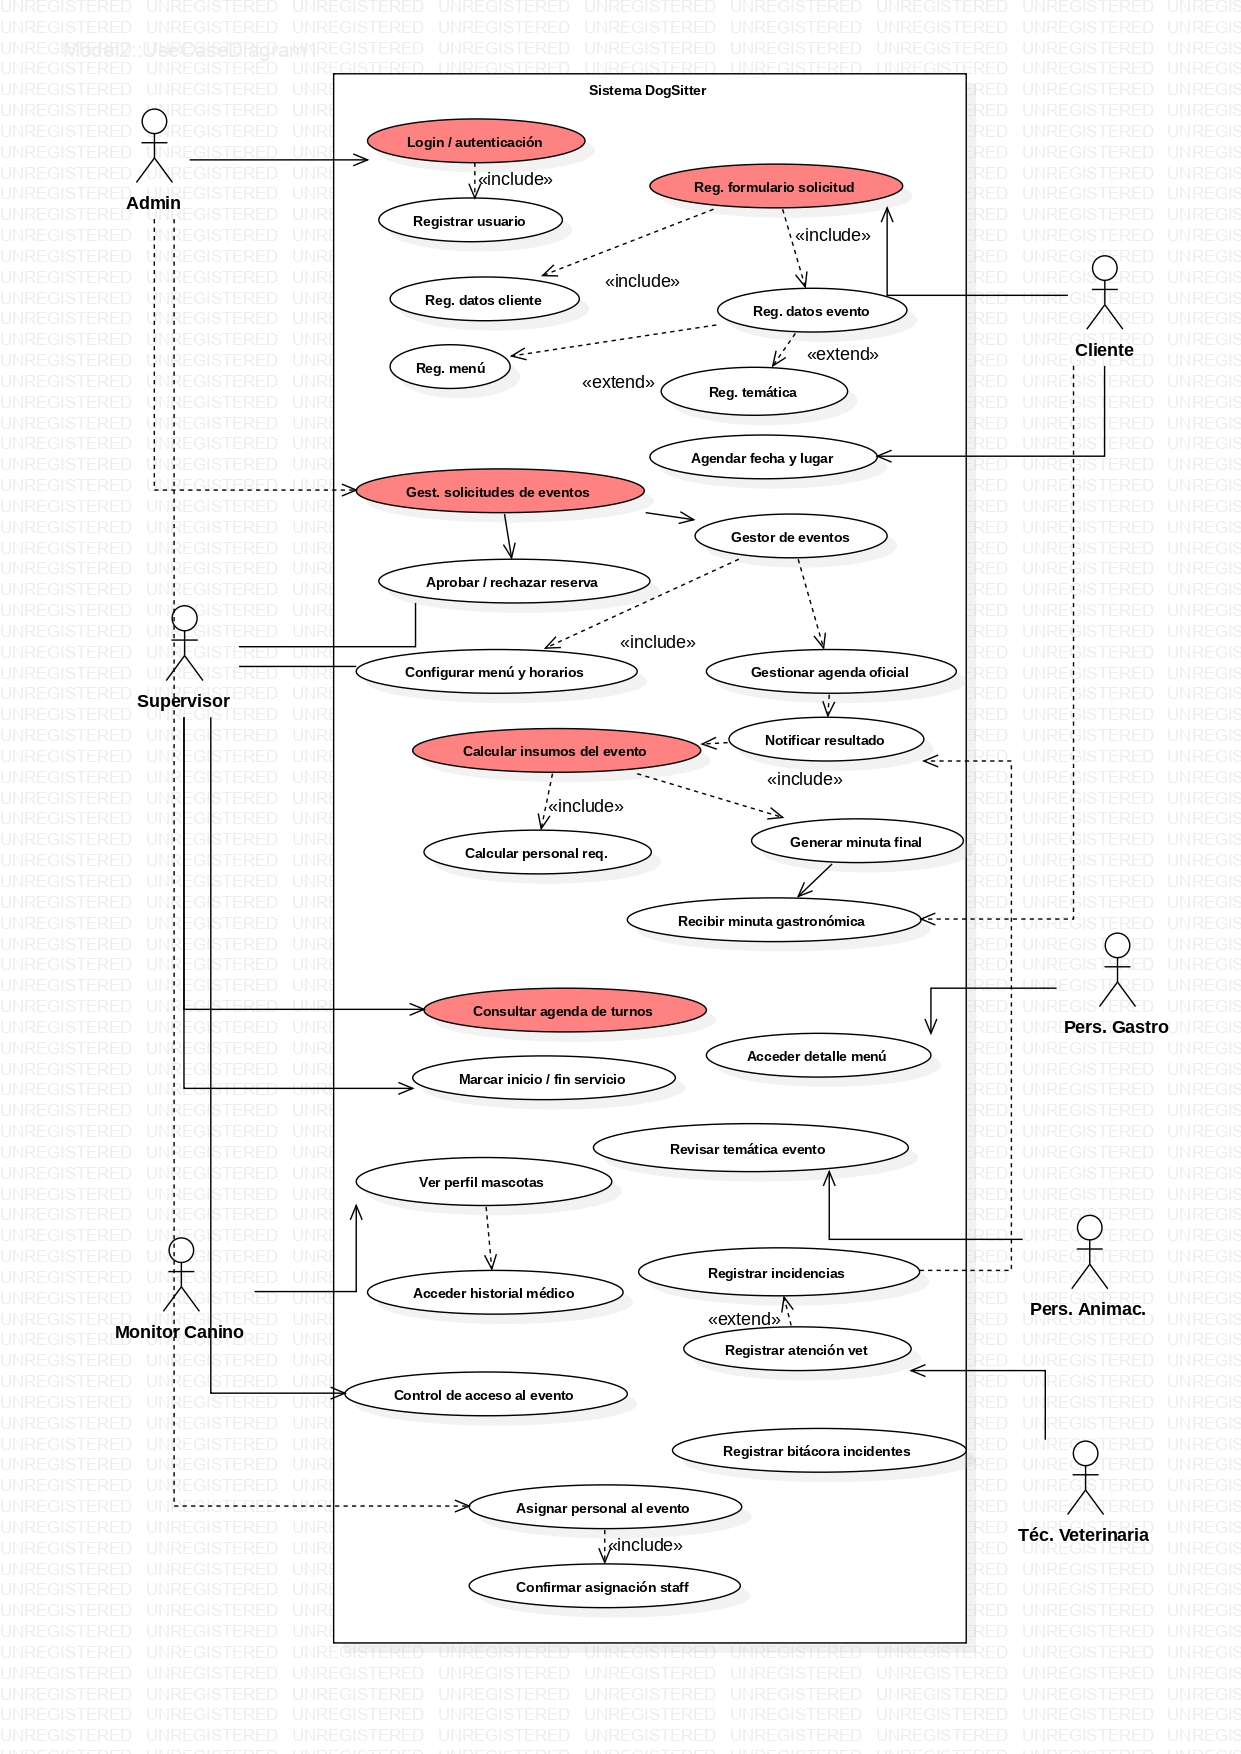 Model2::UseCaseDiagram1
Sistema DogSitter
Login / autenticación
«include»
Reg. formulario solicitud
Admin
Registrar usuario
«include»
«include»
Reg. datos cliente
Reg. datos evento
Cliente
«extend»
Reg. menú
«extend»
Reg. temática
Agendar fecha y lugar
Gest. solicitudes de eventos
Gestor de eventos
Aprobar / rechazar reserva
«include»
Configurar menú y horarios
Gestionar agenda oficial
Supervisor
Notificar resultado
Calcular insumos del evento
«include»
«include»
Generar minuta final
Calcular personal req.
Recibir minuta gastronómica
Consultar agenda de turnos
Pers. Gastro
Acceder detalle menú
Marcar inicio / fin servicio
Revisar temática evento
Ver perfil mascotas
Registrar incidencias
Acceder historial médico
Pers. Animac.
«extend»
Monitor Canino
Registrar atención vet
Control de acceso al evento
Registrar bitácora incidentes
Asignar personal al evento
Téc. Veterinaria
«include»
Confirmar asignación staff
UNREGISTERED